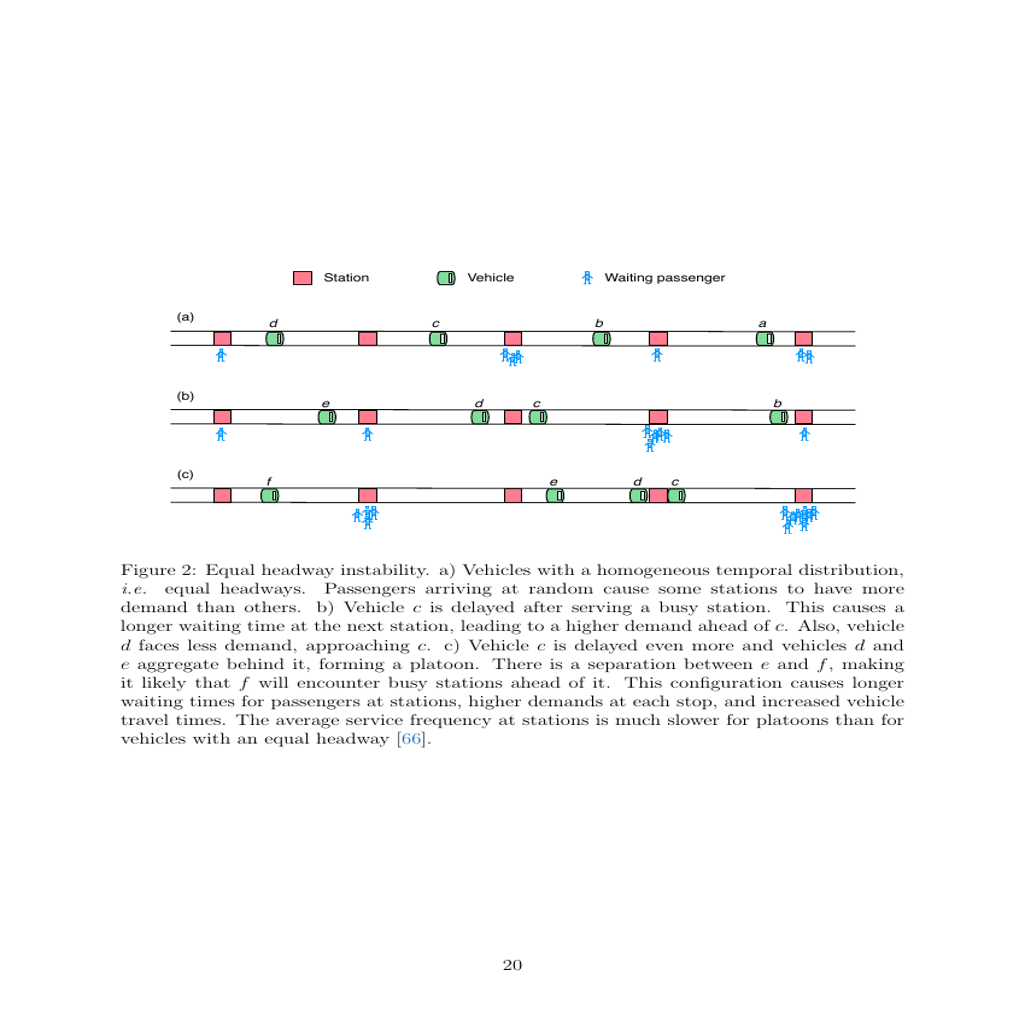 Station Vehicle Waiting passenger
(a)
d c b a
(b)
e d c b
(c)
f e d c
Figure 2: Equal headway instability. a) Vehicles with a homogeneous temporal distribution,
i.e. equal headways. Passengers arriving at random cause some stations to have more
demand than others. b) Vehicle c is delayed after serving a busy station. This causes a
longer waiting time at the next station, leading to a higher demand ahead of c. Also, vehicle
d faces less demand, approaching c. c) Vehicle c is delayed even more and vehicles d and
e aggregate behind it, forming a platoon. There is a separation between e and f, making
it likely that f will encounter busy stations ahead of it. This configuration causes longer
waiting times for passengers at stations, higher demands at each stop, and increased vehicle
travel times. The average service frequency at stations is much slower for platoons than for
vehicles with an equal headway [66].
20